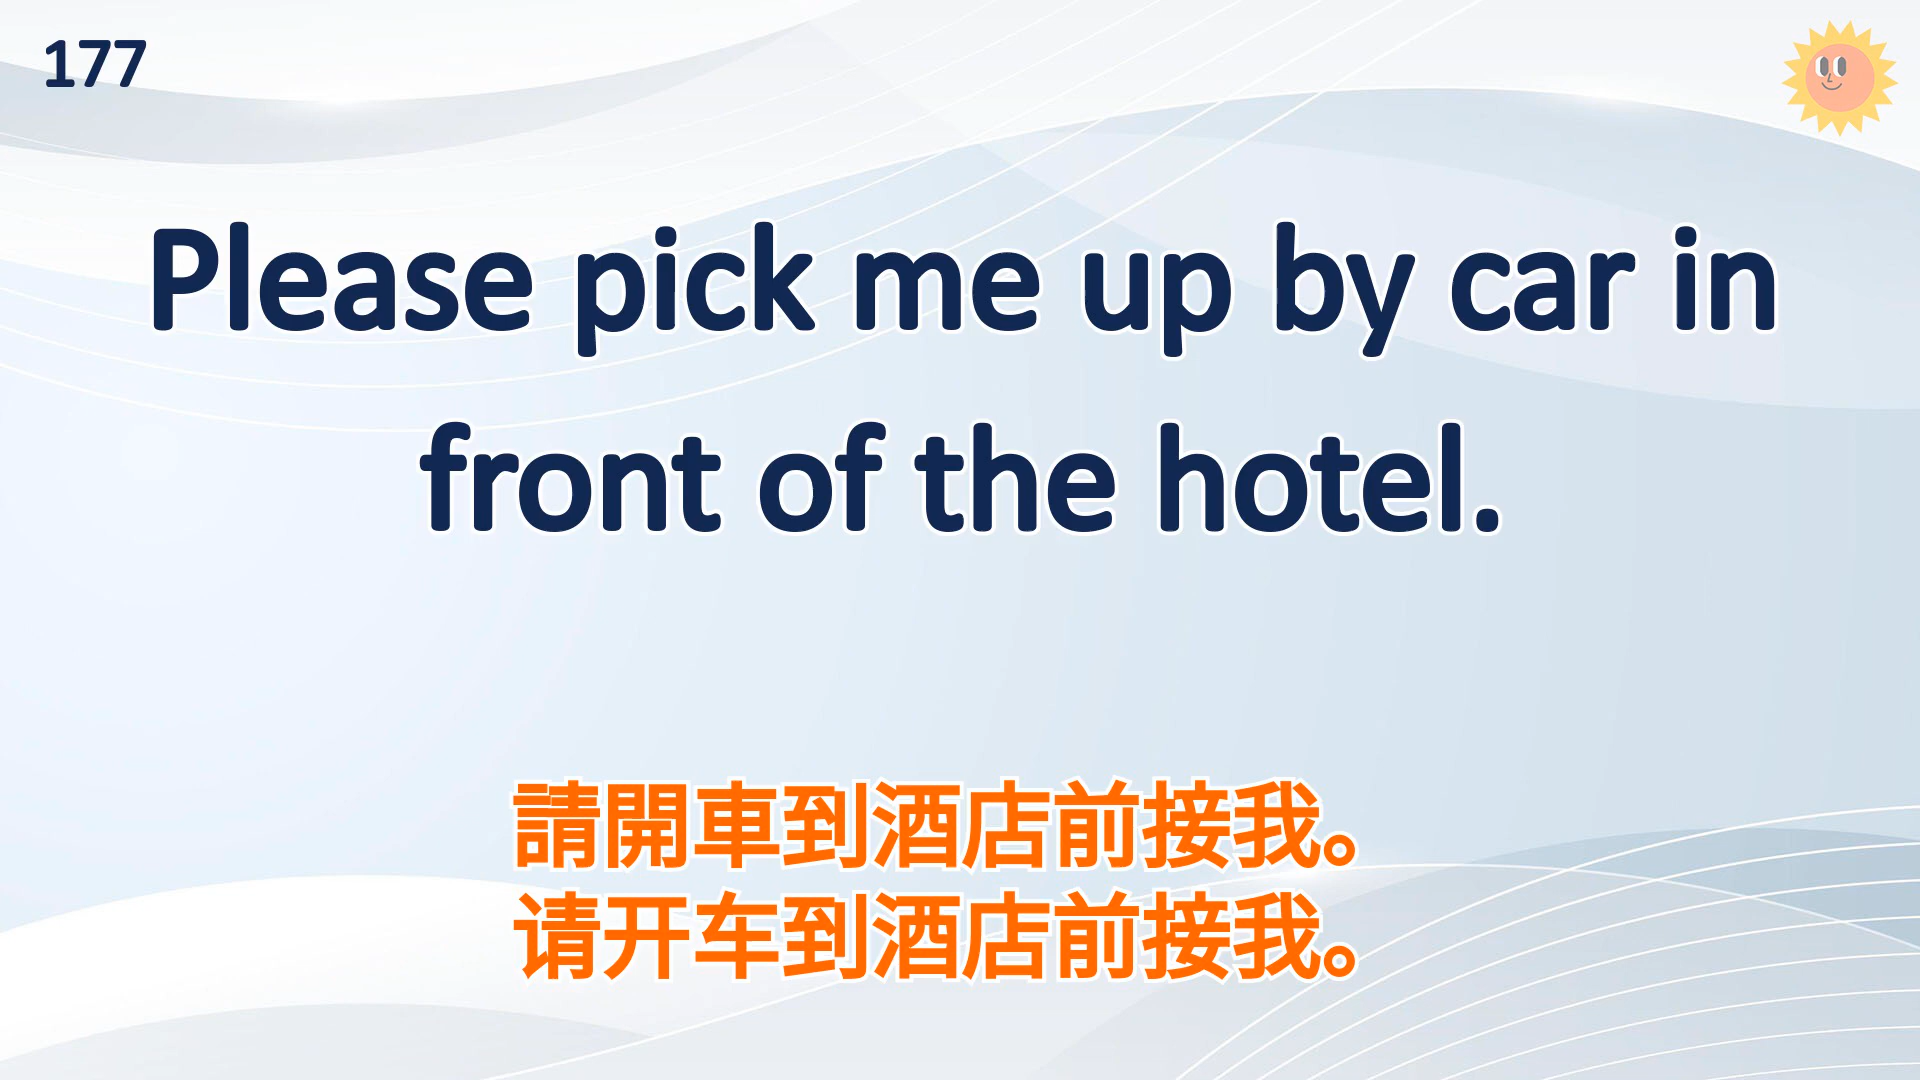 177
Please pick me up by car in
front of the hotel.
請開車到酒店前接我。
请开车到酒店前接我。